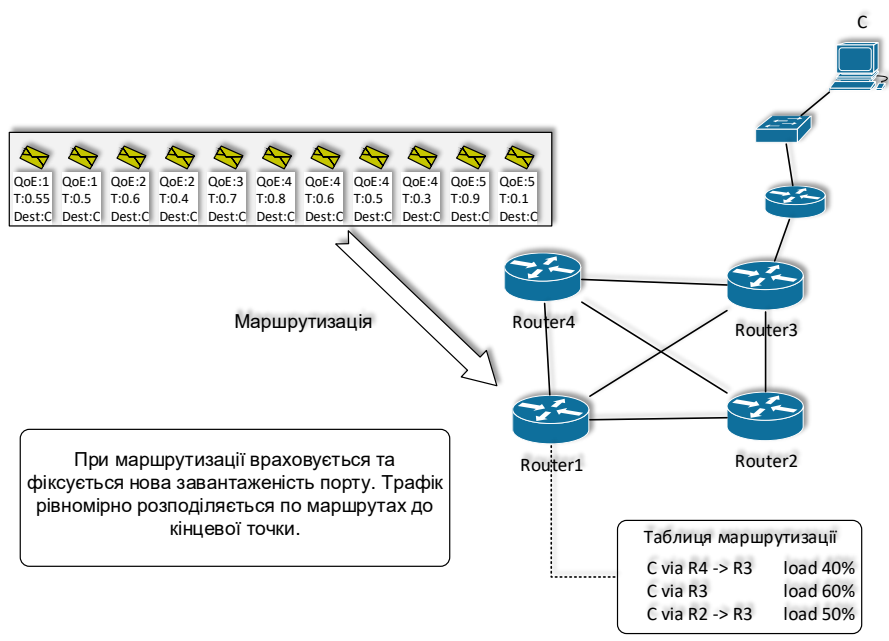 C
QoE:1 QoE:1 QoE:2 QoE:2 QoE:3 QoE:4 QoE:4 QoE:4 QoE:4 QoE:5 QoE:5
T:0.55 T:0.5 T:0.6 T:0.4 T:0.7 T:0.8 T:0.6 T:0.5 T:0.3 T:0.9 T:0.1
Dest:C Dest:C Dest:C Dest:C Dest:C Dest:C Dest:C Dest:C Dest:C Dest:C Dest:C
Маршрутизація
Router4
Router3
Router1
Router2
При маршрутизації враховується та
фіксується нова завантаженість порту. Трафік
рівномірно розподіляється по маршрутах до
кінцевої точки.
Таблиця маршрутизації
C via R4 -> R3 load 40%
C via R3 load 60%
C via R2 -> R3 load 50%